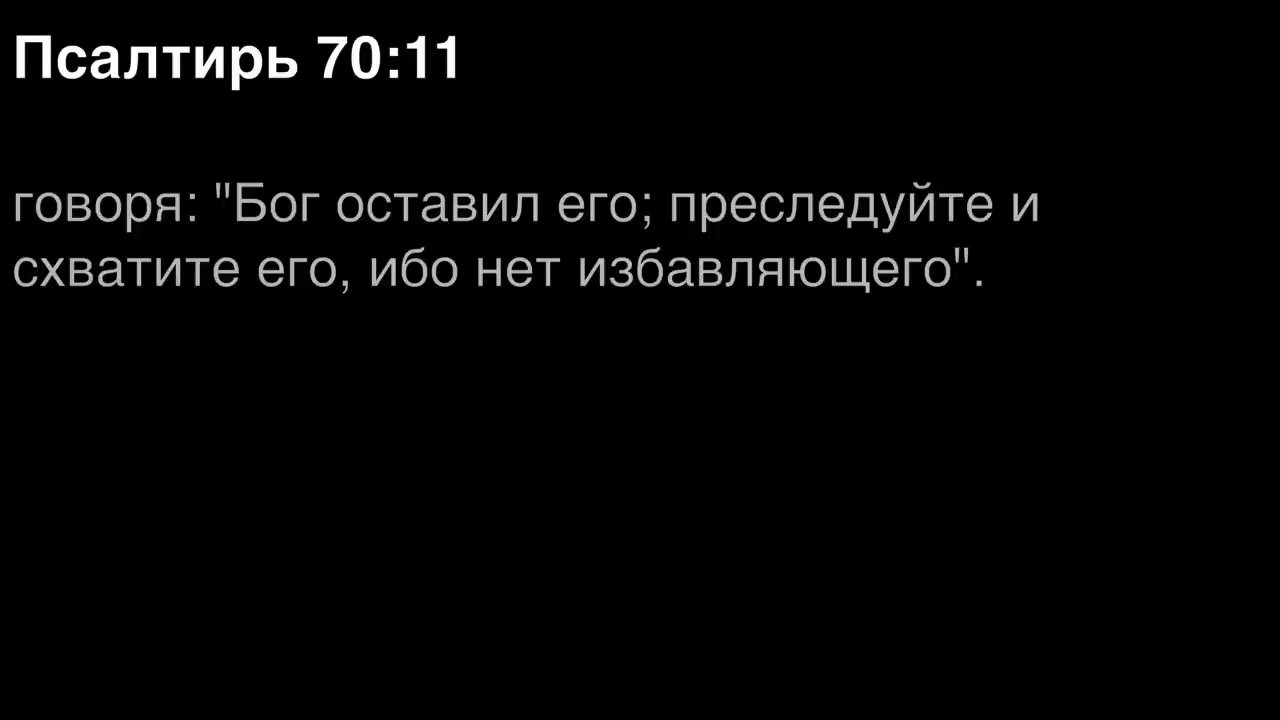 Псалтирь 70:11
говоря: "Бог оставил его; преследуйте и
схватите его, ибо нет избавляющего".